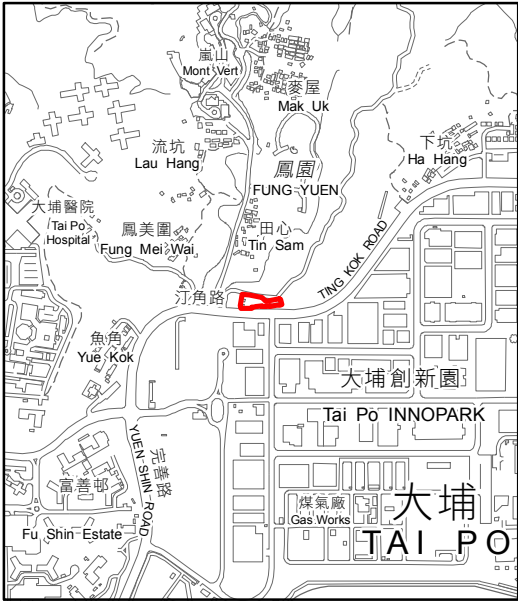 嵐山
Mont Vert
麥屋
Mak Uk
流坑
Lau Hang
下坑
Ha Hang
鳳園
FUNG YUEN
大埔醫院
Tai Po
Hospital
鳳美圍
Fung Mei Wai
田心
Tin Sam
TING KOK ROAD
汀角路
魚角
Yue Kok
大埔創新園
Tai Po INNOPARK
完善路
YUEN SHIN ROAD
富善邨
Fu Shin Estate
煤氣廠
Gas Works
大埔
TAI PO